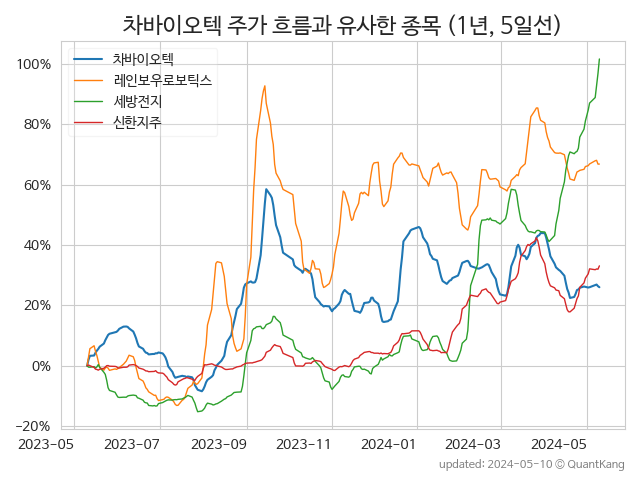 차바이오텍 주가 흐름과 유사한 종목 (1년, 5일선)
차바이오텍
레인보우로보틱스
세방전지
신한지주
100%
80%
60%
40%
20%
0%
−20%
2023-05 2023-07 2023-09 2023-11 2024-01 2024-03 2024-05
updated: 2024-05-10 © QuantKang